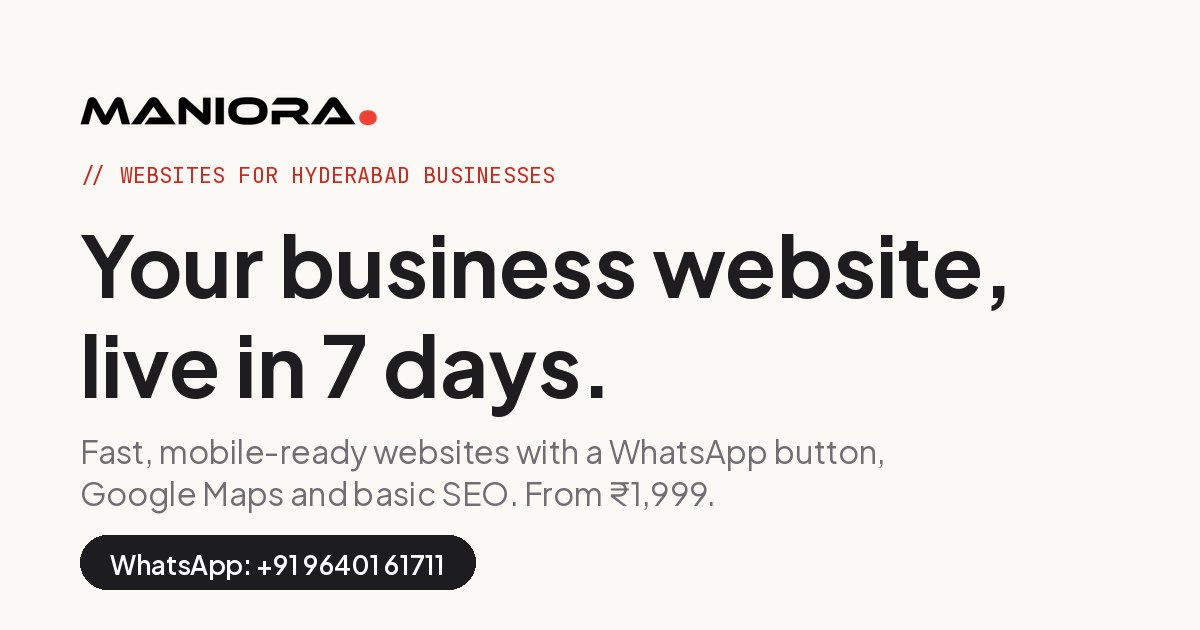 MANIORA.
// WEBSITES FOR HYDERABAD BUSINESSES
Your business website,
live in 7 days.
Fast, mobile-ready websites with a WhatsApp button,
Google Maps and basic SEO. From ₹1,999.
WhatsApp: +91 96401 61711